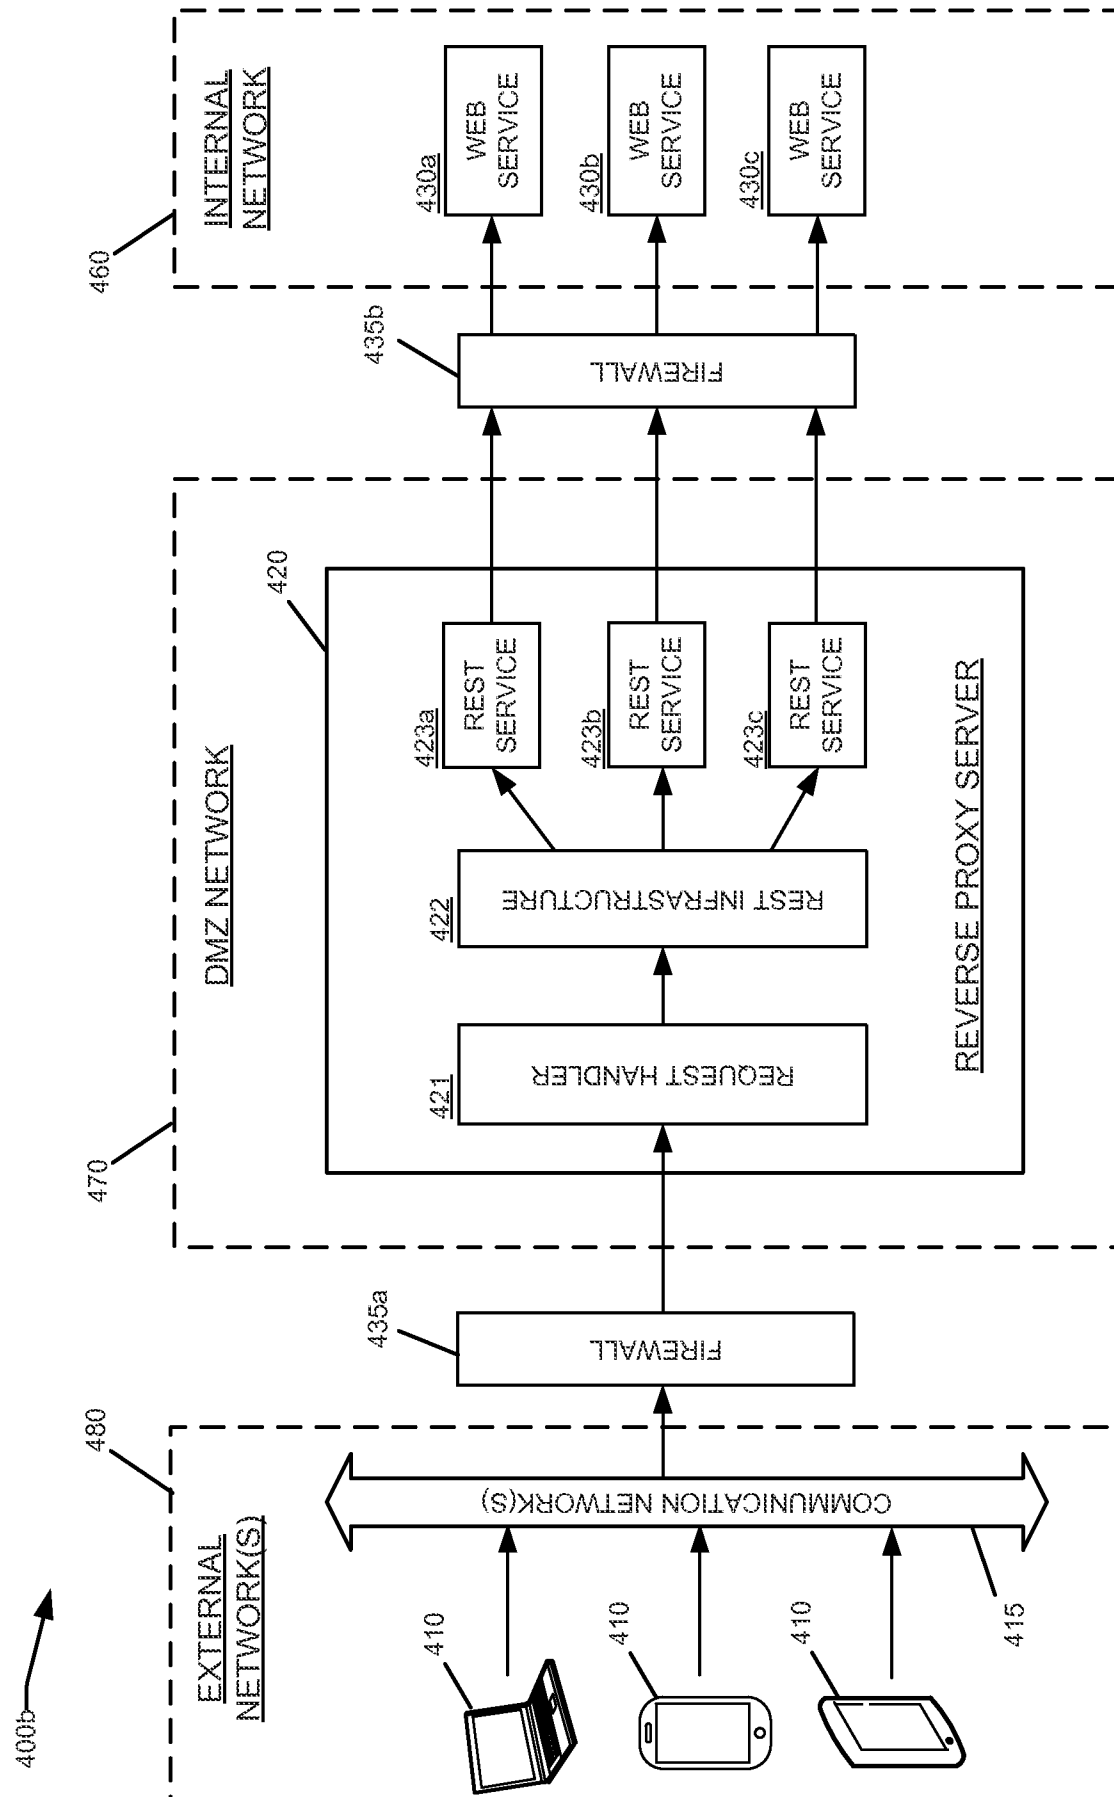 400b
EXTERNAL
NETWORK(S)
480
410
410
410
COMMUNICATION NETWORK(S)
415
435a
FIREWALL
470
DMZ NETWORK
420
421
REQUEST HANDLER
422
REST INFRASTRUCTURE
423a
REST
SERVICE
423b
REST
SERVICE
423c
REST
SERVICE
REVERSE PROXY SERVER
435b
FIREWALL
460
INTERNAL
NETWORK
430a
WEB
SERVICE
430b
WEB
SERVICE
430c
WEB
SERVICE